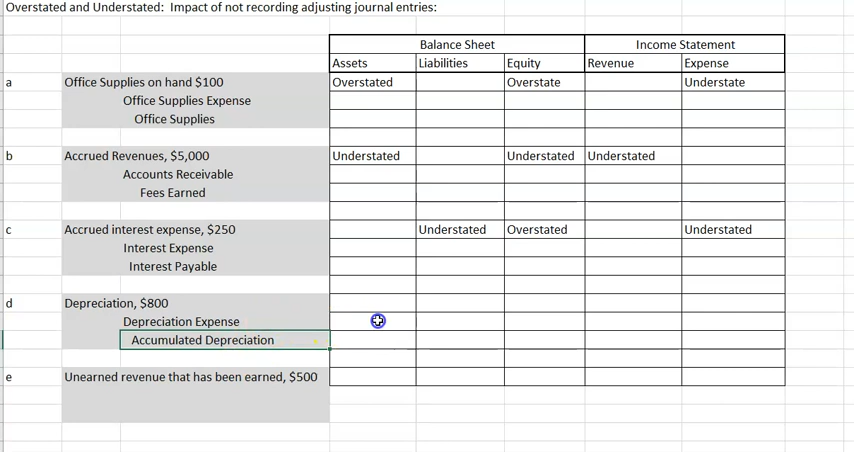 Overstated and Understated:  Impact of not recording adjusting journal entries:
Balance Sheet Income Statement
Assets Liabilities Equity Revenue Expense
a Office Supplies on hand $100 Overstated Overstate Understate
Office Supplies Expense
Office Supplies
b Accrued Revenues, $5,000 Understated Understated Understated
Accounts Receivable
Fees Earned
c Accrued interest expense, $250 Understated Overstated Understated
Interest Expense
Interest Payable
d Depreciation, $800
Depreciation Expense
Accumulated Depreciation
e Unearned revenue that has been earned, $500